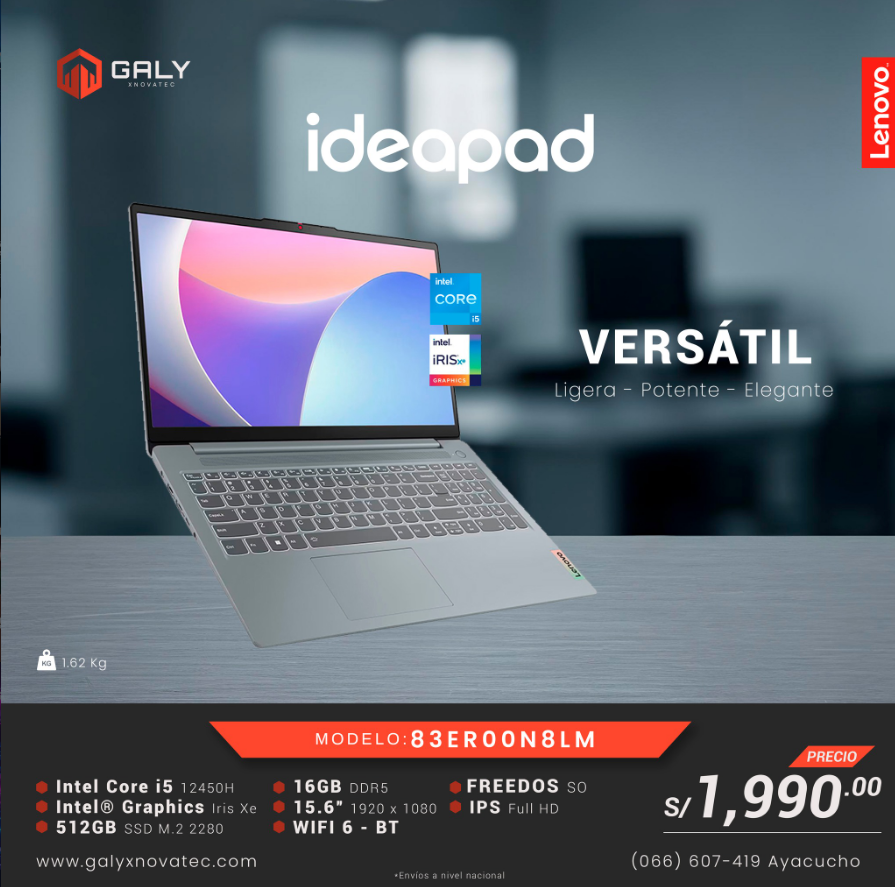 GALY
XNOVATEC
Lenovo
ideapad
intel.
CORE
i5
intel.
iRIS xe
GRAPHICS
VERSÁTIL
Ligera - Potente - Elegante
Lenovo
KG 1.62 Kg
MODELO: 83ER00N8LM
PRECIO
S/ 1,990.00
Intel Core i5 12450H
Intel® Graphics Iris Xe
512GB SSD M.2 2280
16GB DDR5
15.6” 1920 x 1080
WIFI 6 - BT
FREEDOS SO
IPS Full HD
www.galyxnovatec.com
*Envíos a nivel nacional
(066) 607-419 Ayacucho